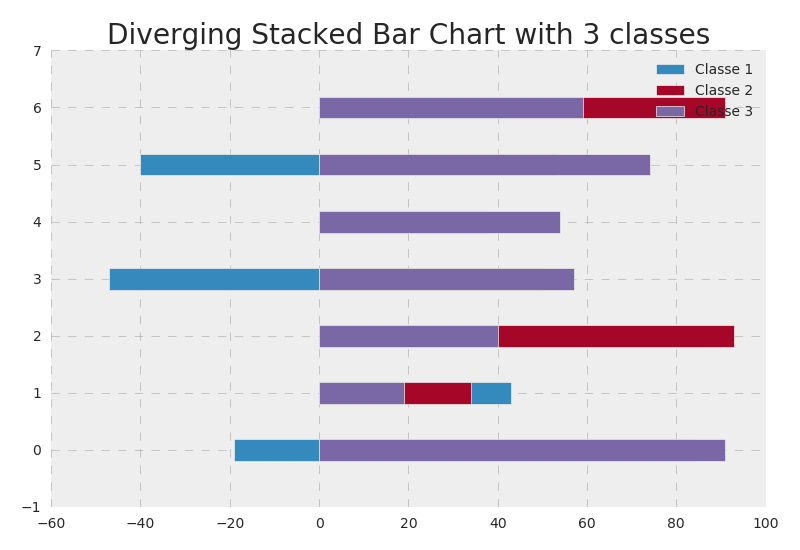 Diverging Stacked Bar Chart with 3 classes
7
6
5
4
3
2
1
0
−1
Classe 1
Classe 2
Classe 3
−60 −40 −20 0 20 40 60 80 100